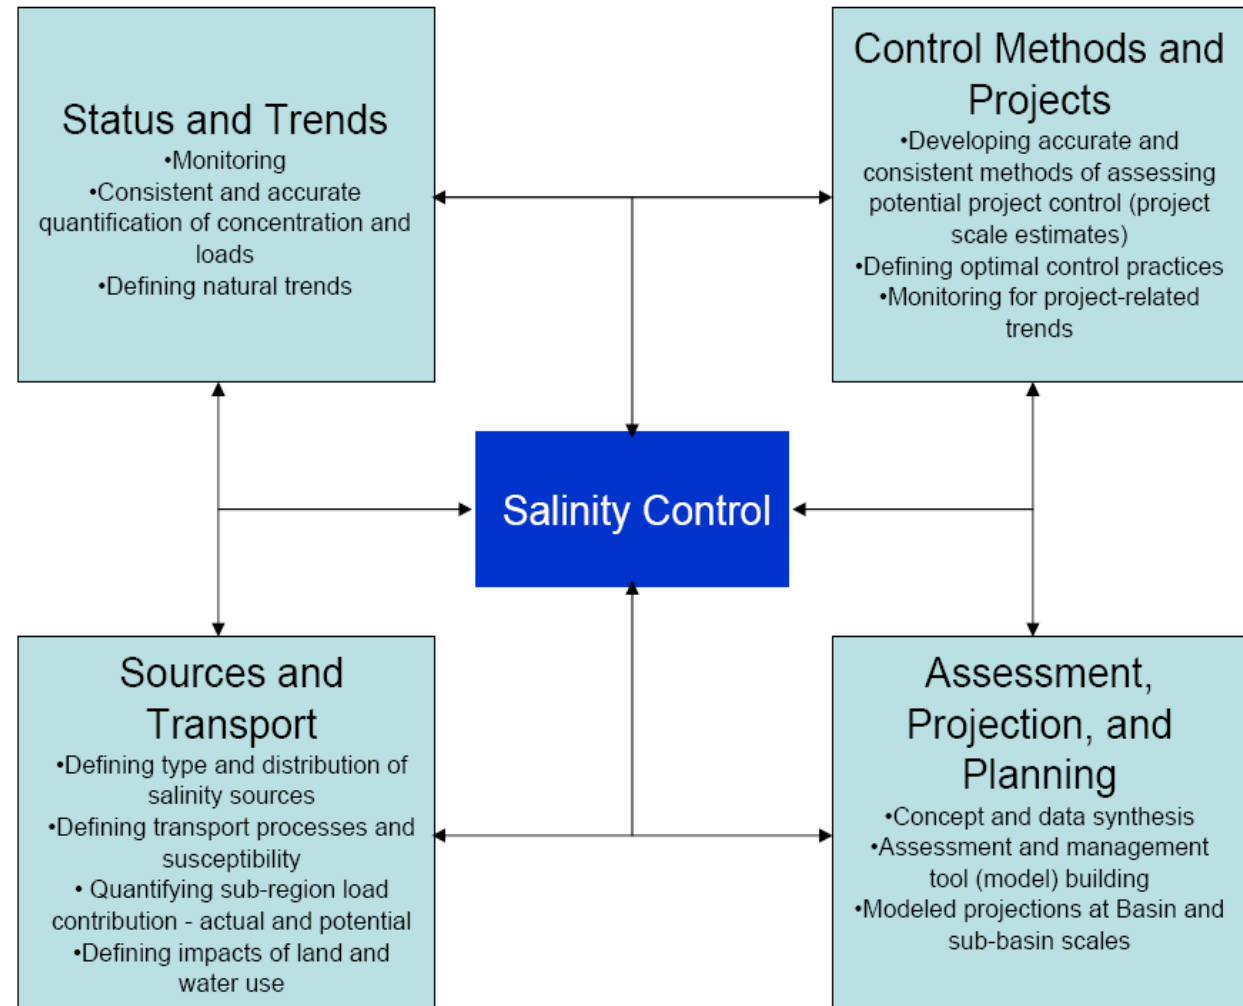 Status and Trends
•Monitoring
•Consistent and accurate
quantification of concentration and
loads
•Defining natural trends
Control Methods and
Projects
•Developing accurate and
consistent methods of assessing
potential project control (project
scale estimates)
•Defining optimal control practices
•Monitoring for project-related
trends
Salinity Control
Sources and
Transport
•Defining type and distribution of
salinity sources
•Defining transport processes and
susceptibility
• Quantifying sub-region load
contribution - actual and potential
•Defining impacts of land and
water use
Assessment,
Projection, and
Planning
•Concept and data synthesis
•Assessment and management
tool (model) building
•Modeled projections at Basin and
sub-basin scales